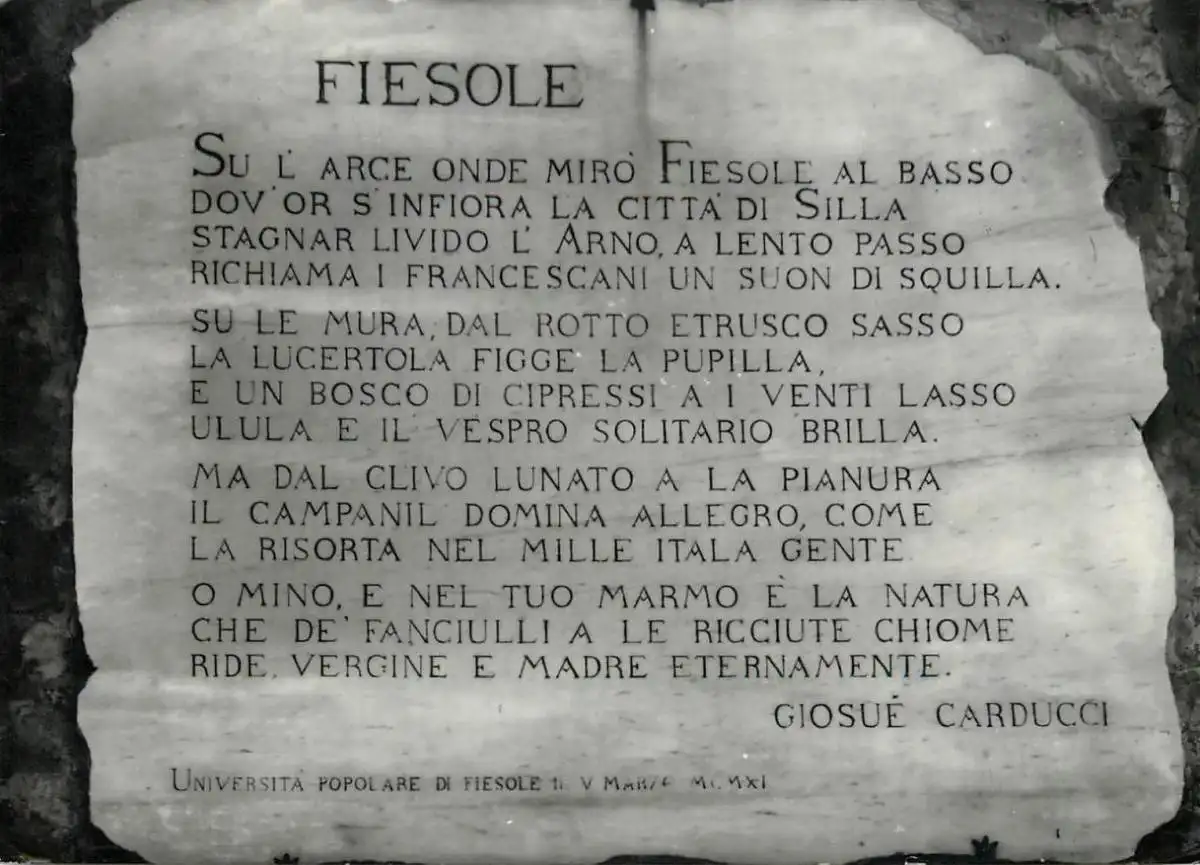 FIESOLE
SU L' ARCE ONDE MIRÒ FIESOLE AL BASSO
DOV'OR S'INFIORA LA CITTÀ DI SILLA
STAGNAR LIVIDO L' ARNO, A LENTO PASSO
RICHIAMA I FRANCESCANI UN SUON DI SQUILLA.
SU LE MURA, DAL ROTTO ETRUSCO SASSO
LA LUCERTOLA FIGGE LA PUPILLA,
E UN BOSCO DI CIPRESSI A I VENTI LASSO
ULULA E IL VESPRO SOLITARIO BRILLA.
MA DAL CLIVO LUNATO A LA PIANURA
IL CAMPANIL DOMINA ALLEGRO, COME
LA RISORTA NEL MILLE ITALA GENTE
O MINO, E NEL TUO MARMO È LA NATURA
CHE DE' FANCIULLI A LE RICCIUTE CHIOME
RIDE, VERGINE E MADRE ETERNAMENTE.
GIOSUÉ CARDUCCI
UNIVERSITÀ POPOLARE DI FIESOLE V